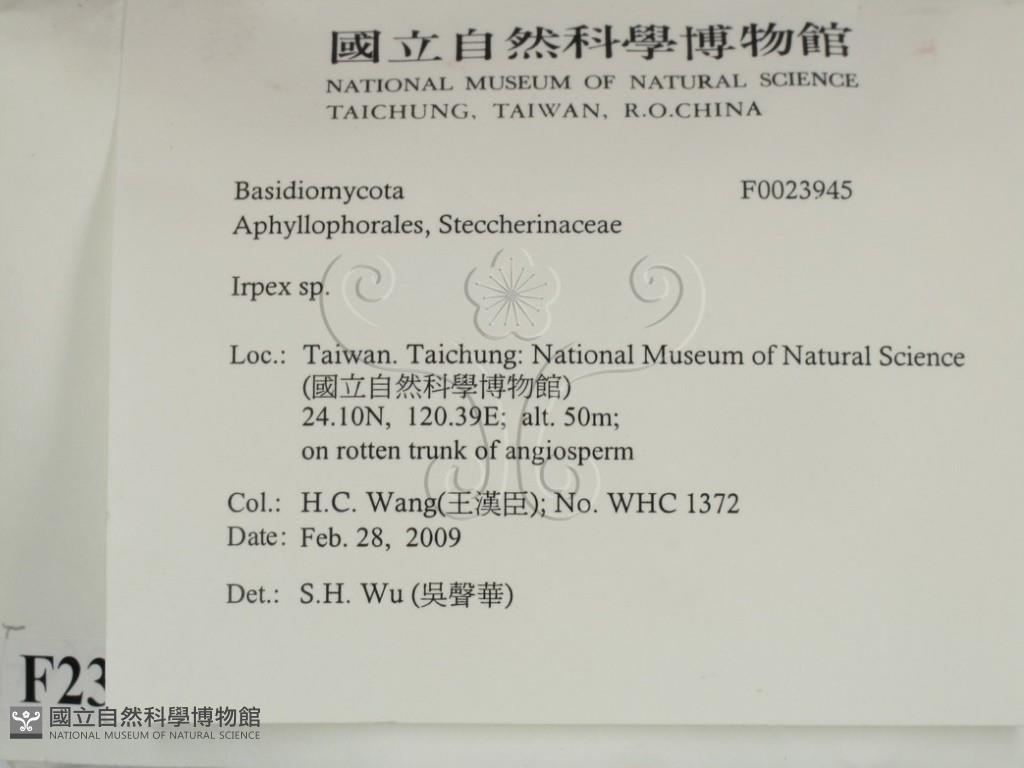 國立自然科學博物館
NATIONAL MUSEUM OF NATURAL SCIENCE
TAICHUNG, TAIWAN, R.O.CHINA
Basidiomycota F0023945
Aphyllophorales, Steccherinaceae
Irpex sp.
Loc.: Taiwan. Taichung: National Museum of Natural Science
(國立自然科學博物館)
24.10N, 120.39E; alt. 50m;
on rotten trunk of angiosperm
Col.: H.C. Wang(王漢臣); No. WHC 1372
Date: Feb. 28, 2009
Det.: S.H. Wu (吳聲華)
F23
國立自然科學博物館
NATIONAL MUSEUM OF NATURAL SCIENCE